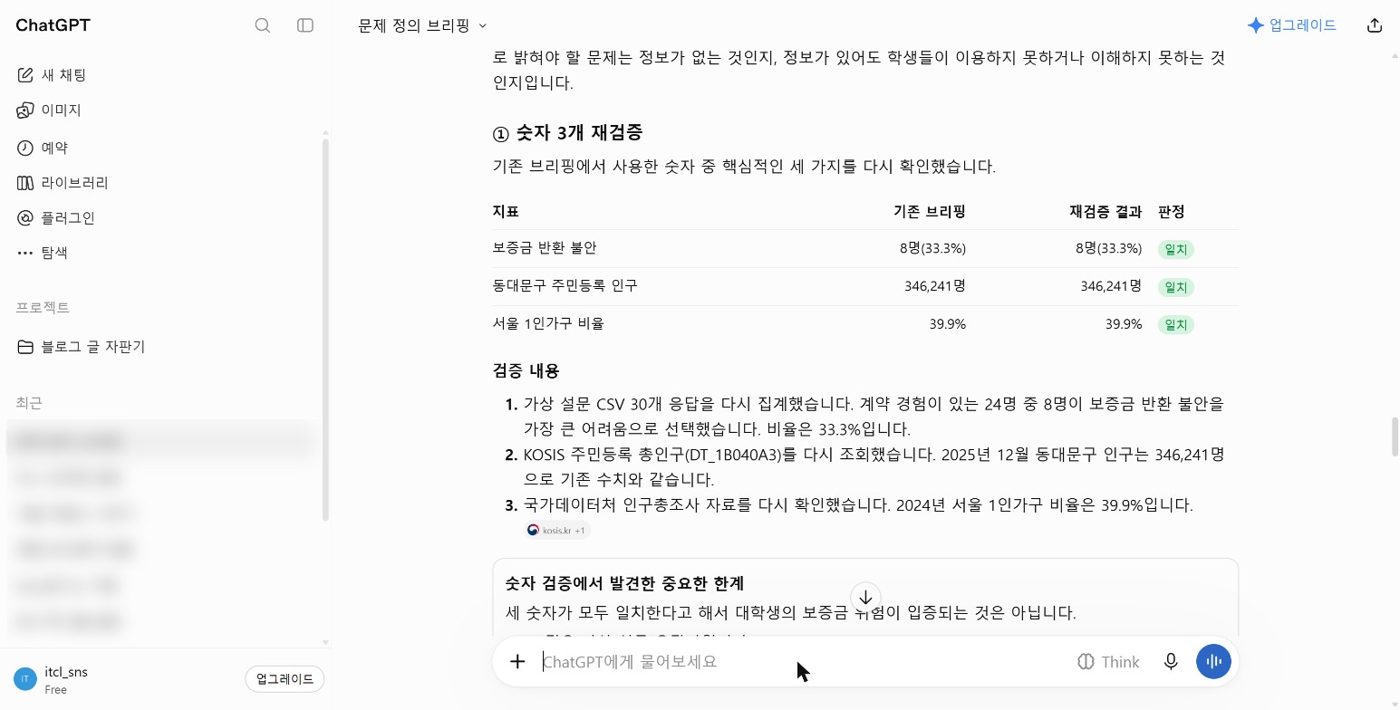 ChatGPT
새 채팅
이미지
예약
라이브러리
플러그인
탐색
프로젝트
블로그 글 자판기
최근
IT
itcl_sns
Free
업그레이드
문제 정의 브리핑
업그레이드
로 밝혀야 할 문제는 정보가 없는 것인지, 정보가 있어도 학생들이 이용하지 못하거나 이해하지 못하는 것
인지입니다.
① 숫자 3개 재검증
기존 브리핑에서 사용한 숫자 중 핵심적인 세 가지를 다시 확인했습니다.
지표 기존 브리핑 재검증 결과 판정
보증금 반환 불안 8명(33.3%) 8명(33.3%) 일치
동대문구 주민등록 인구 346,241명 346,241명 일치
서울 1인가구 비율 39.9% 39.9% 일치
검증 내용
1. 가상 설문 CSV 30개 응답을 다시 집계했습니다. 계약 경험이 있는 24명 중 8명이 보증금 반환 불안을
가장 큰 어려움으로 선택했습니다. 비율은 33.3%입니다.
2. KOSIS 주민등록 총인구(DT_1B040A3)를 다시 조회했습니다. 2025년 12월 동대문구 인구는 346,241명
으로 기존 수치와 같습니다.
3. 국가데이터처 인구총조사 자료를 다시 확인했습니다. 2024년 서울 1인가구 비율은 39.9%입니다.
kosis.kr +1
숫자 검증에서 발견한 중요한 한계
세 숫자가 모두 일치한다고 해서 대학생의 보증금 위험이 입증되는 것은 아닙니다.
ChatGPT에게 물어보세요
Think